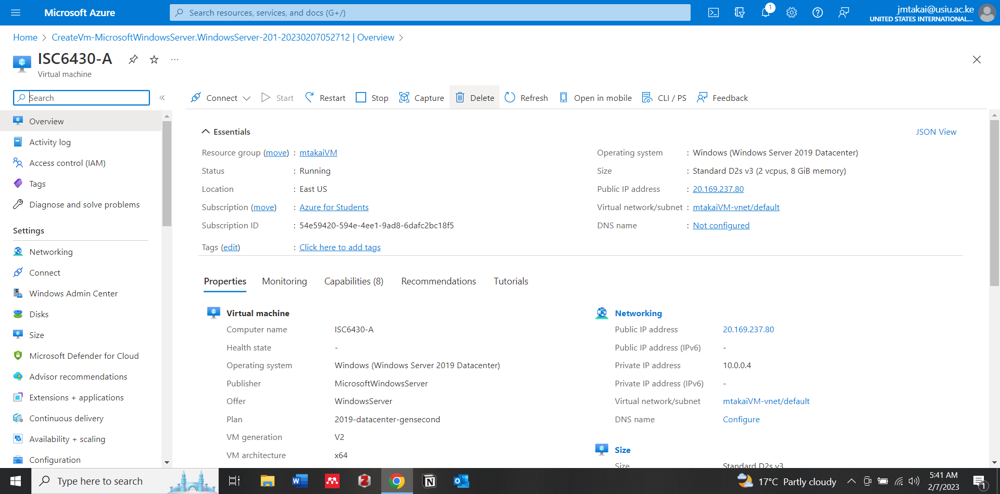 Microsoft Azure
Search resources, services, and docs (G+/)
1
jmtakai@usiu.ac.ke
UNITED STATES INTERNATIONAL...
Home > CreateVm-MicrosoftWindowsServer.WindowsServer-201-20230207052712 | Overview >
ISC6430-A
Virtual machine
Search
«
Connect
Start
Restart
Stop
Capture
Delete
Refresh
Open in mobile
CLI / PS
Feedback
Overview
Activity log
Access control (IAM)
Tags
Diagnose and solve problems
Settings
Networking
Connect
Windows Admin Center
Disks
Size
Microsoft Defender for Cloud
Advisor recommendations
Extensions + applications
Continuous delivery
Availability + scaling
Configuration
Essentials
JSON View
Resource group (move) : mtakaiVM
Status : Running
Location : East US
Subscription (move) : Azure for Students
Subscription ID : 54e59420-594e-4ee1-9ad8-6dafc2bc18f5
Tags (edit) : Click here to add tags
Operating system : Windows (Windows Server 2019 Datacenter)
Size : Standard D2s v3 (2 vcpus, 8 GiB memory)
Public IP address : 20.169.237.80
Virtual network/subnet : mtakaiVM-vnet/default
DNS name : Not configured
Properties
Monitoring
Capabilities (8)
Recommendations
Tutorials
Virtual machine
Computer name ISC6430-A
Health state -
Operating system Windows (Windows Server 2019 Datacenter)
Publisher MicrosoftWindowsServer
Offer WindowsServer
Plan 2019-datacenter-gensecond
VM generation V2
VM architecture x64
Networking
Public IP address 20.169.237.80
Public IP address (IPv6) -
Private IP address 10.0.0.4
Private IP address (IPv6) -
Virtual network/subnet mtakaiVM-vnet/default
DNS name Configure
Size
Size Standard D2s v3
Type here to search
17°C Partly cloudy
5:41 AM
2/7/2023
1